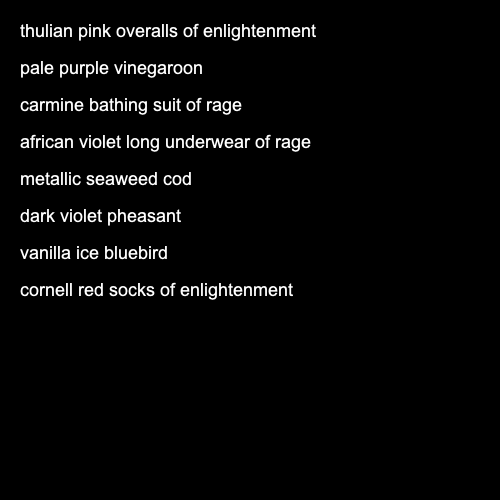 thulian pink overalls of enlightenment
pale purple vinegaroon
carmine bathing suit of rage
african violet long underwear of rage
metallic seaweed cod
dark violet pheasant
vanilla ice bluebird
cornell red socks of enlightenment